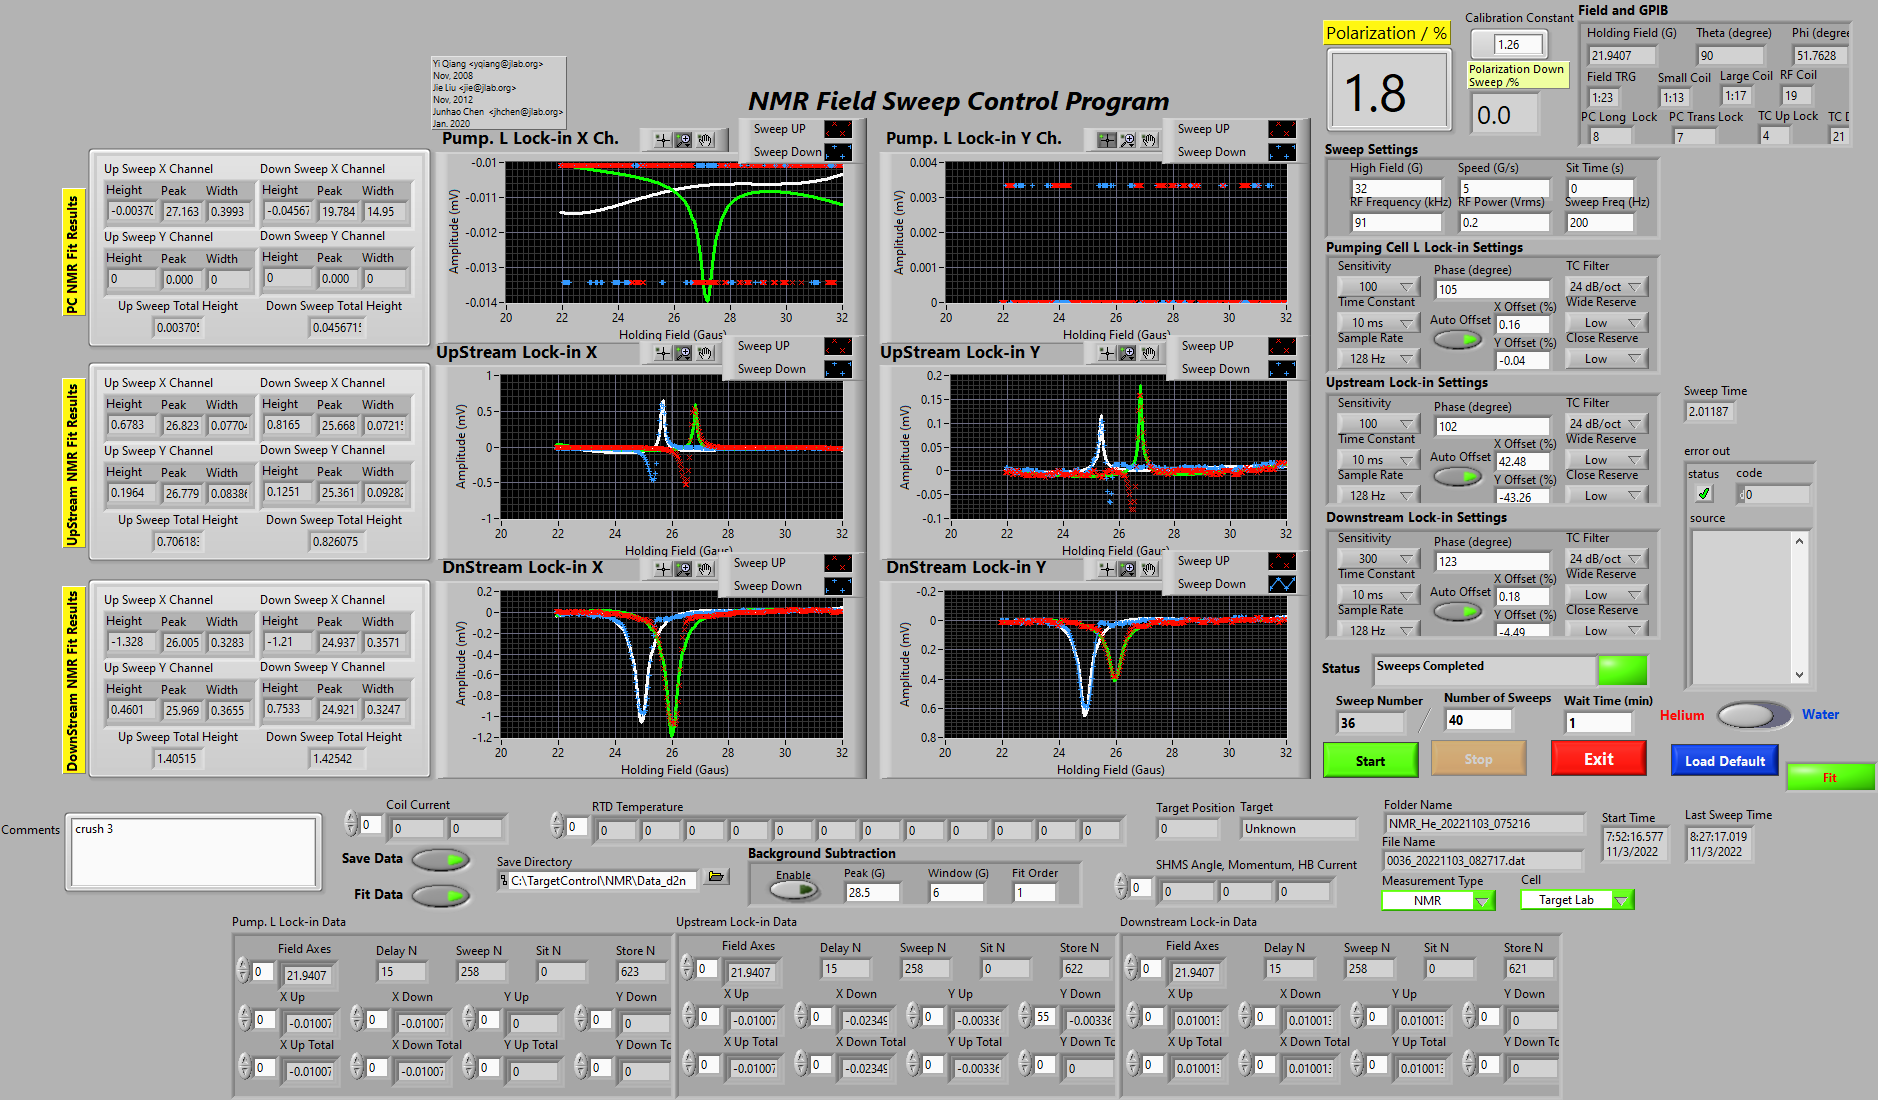 Field and GPIB
Calibration Constant
1.26
Polarization / %
1.8
Polarization Down
Sweep /%
0.0
Holding Field (G) Theta (degree) Phi (degree
21.9407 90 51.7628
Field TRG Small Coil Large Coil RF Coil
1:23 1:13 1:17 19
PC Long Lock PC Trans Lock TC Up Lock TC D
8 7 4 21
Yi Qiang <yqiang@jlab.org>
Nov, 2008
Jie Liu <jie@jlab.org>
Nov, 2012
Junhao Chen <jhchen@jlab.org>
Jan. 2020
NMR Field Sweep Control Program
PC NMR Fit Results
Up Sweep X Channel Down Sweep X Channel
Height Peak Width Height Peak Width
-0.00370 27.163 0.3993 -0.04567 19.784 14.95
Up Sweep Y Channel Down Sweep Y Channel
Height Peak Width Height Peak Width
0 0.000 0 0 0.000 0
Up Sweep Total Height Down Sweep Total Height
0.003705 0.045671
UpStream NMR Fit Results
Up Sweep X Channel Down Sweep X Channel
Height Peak Width Height Peak Width
0.6783 26.823 0.07704 0.8165 25.668 0.0721
Up Sweep Y Channel Down Sweep Y Channel
Height Peak Width Height Peak Width
0.1964 26.779 0.08386 0.1251 25.361 0.09282
Up Sweep Total Height Down Sweep Total Height
0.70618 0.826075
DownStream NMR Fit Results
Up Sweep X Channel Down Sweep X Channel
Height Peak Width Height Peak Width
-1.328 26.005 0.3283 -1.21 24.937 0.3571
Up Sweep Y Channel Down Sweep Y Channel
Height Peak Width Height Peak Width
0.4601 25.969 0.3655 0.7533 24.921 0.3247
Up Sweep Total Height Down Sweep Total Height
1.40515 1.42542
Pump. L Lock-in X Ch.
Sweep UP
Sweep Down
Amplitude (mV)
-0.01
-0.011
-0.012
-0.013
-0.014
20 22 24 26 28 30 32
Holding Field (Gaus)
Pump. L Lock-in Y Ch.
Sweep UP
Sweep Down
Amplitude (mV)
0.004
0.003
0.002
0.001
0
20 22 24 26 28 30 32
Holding Field (Gaus)
UpStream Lock-in X
Sweep UP
Sweep Down
Amplitude (mV)
1
0.5
0
-0.5
-1
20 22 24 26 28 30 32
Holding Field (Gaus)
UpStream Lock-in Y
Sweep UP
Sweep Down
Amplitude (mV)
0.2
0.15
0.1
0.05
0
-0.05
-0.1
20 22 24 26 28 30 32
Holding Field (Gaus)
DnStream Lock-in X
Sweep UP
Sweep Down
Amplitude (mV)
0.2
0
-0.2
-0.4
-0.6
-0.8
-1
-1.2
20 22 24 26 28 30 32
Holding Field (Gaus)
DnStream Lock-in Y
Sweep UP
Sweep Down
Amplitude (mV)
-0.2
0
0.2
0.4
0.6
0.8
20 22 24 26 28 30 32
Holding Field (Gaus)
Sweep Settings
High Field (G) Speed (G/s) Sit Time (s)
32 5 0
RF Frequency (kHz) RF Power (Vrms) Sweep Freq (Hz)
91 0.2 200
Pumping Cell L Lock-in Settings
Sensitivity Phase (degree) TC Filter
100 105 24 dB/oct
Time Constant X Offset (%) Wide Reserve
10 ms Auto Offset 0.16 Low
Sample Rate Y Offset (%) Close Reserve
128 Hz -0.04 Low
Upstream Lock-in Settings
Sensitivity Phase (degree) TC Filter
100 102 24 dB/oct
Time Constant X Offset (%) Wide Reserve
10 ms Auto Offset 42.48 Low
Sample Rate Y Offset (%) Close Reserve
128 Hz -43.26 Low
Downstream Lock-in Settings
Sensitivity Phase (degree) TC Filter
300 123 24 dB/oct
Time Constant X Offset (%) Wide Reserve
10 ms Auto Offset 0.18 Low
Sample Rate Y Offset (%) Close Reserve
128 Hz -4.49 Low
Sweep Time
2.01187
error out
status code
0
source
Status Sweeps Completed
Sweep Number Number of Sweeps Wait Time (min)
36 / 40 1
Helium Water
Start Stop Exit Load Default Fit
Comments
crush 3
Coil Current
0 0 0
Save Data
Fit Data
RTD Temperature
0 0 0 0 0 0 0 0 0 0 0 0 0
Save Directory
C:\TargetControl\NMR\Data_d2n
Background Subtraction
Enable Peak (G) Window (G) Fit Order
28.5 6 1
Target Position Target
0 Unknown
SHMS Angle, Momentum, HB Current
0 0 0 0
Folder Name
NMR_He_20221103_075216
File Name
0036_20221103_082717.dat
Measurement Type Cell
NMR Target Lab
Start Time
7:52:16.577
11/3/2022
Last Sweep Time
8:27:17.019
11/3/2022
Pump. L Lock-in Data
Field Axes Delay N Sweep N Sit N Store N
0 21.9407 15 258 0 623
X Up X Down Y Up Y Down
0 -0.01007 0 -0.01007 0 0 0 0
X Up Total X Down Total Y Up Total Y Down To
0 -0.01007 0 -0.01007 0 0 0 0
Upstream Lock-in Data
Field Axes Delay N Sweep N Sit N Store N
0 21.9407 15 258 0 622
X Up X Down Y Up Y Down
0 -0.01007 0 -0.02349 0 -0.00336 55 -0.00336
X Up Total X Down Total Y Up Total Y Down To
0 -0.01007 0 -0.02349 0 -0.00336 0 0
Downstream Lock-in Data
Field Axes Delay N Sweep N Sit N Store N
0 21.9407 15 258 0 621
X Up X Down Y Up Y Down
0 0.01001 0 0.01001 0 0.01001 0 0
X Up Total X Down Total Y Up Total Y Down To
0 0.01001 0 0.01001 0 0.01001 0 0